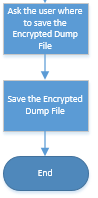 Ask the user where
to save the
Encrypted Dump
File
Save the Encrypted
Dump File
End